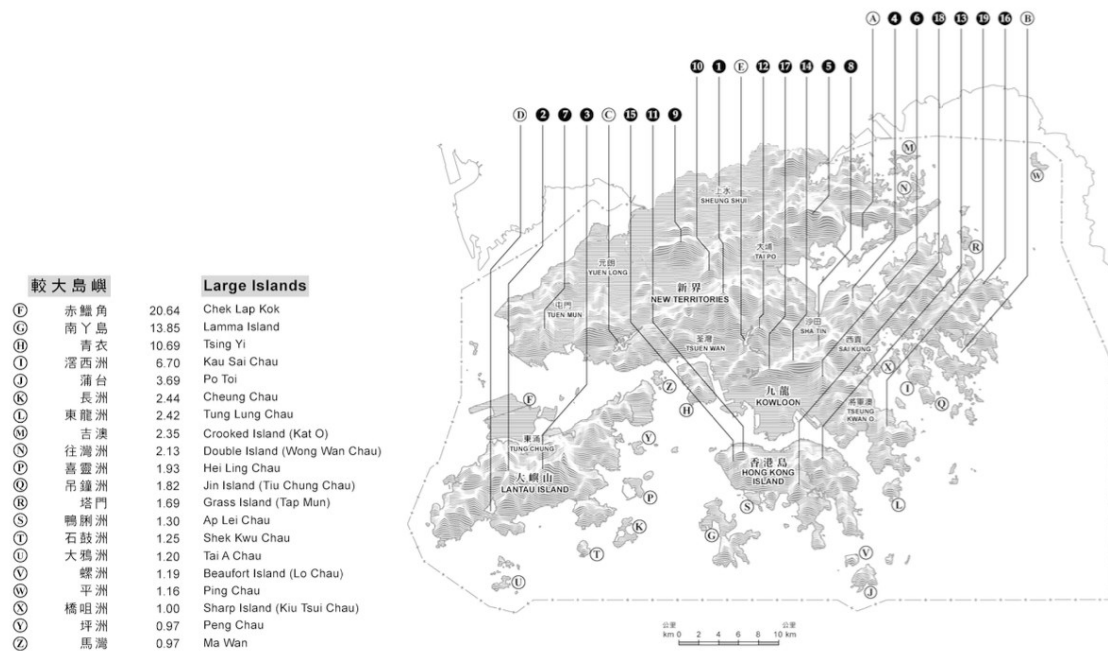 Ⓐ ❹ ❻ ⓲ ⓭ ⓳ ⓰ Ⓑ
❿ ❶ Ⓔ ⓬ ⓱ ⓮ ❺ ❽
Ⓓ ❷ ❼ ❸ Ⓒ ⓯ ⓫ ❾
Ⓜ
Ⓦ
Ⓝ
上水
SHEUNG SHUI
大埔
TAI PO
Ⓡ
元朗
YUEN LONG
新界
NEW TERRITORIES
屯門
TUEN MUN
沙田
SHA TIN
荃灣
TSUEN WAN
西貢
SAI KUNG
Ⓧ
Ⓘ
Ⓠ
Ⓩ
Ⓗ
九龍
KOWLOON
將軍澳
TSEUNG
KWAN O
Ⓕ
東涌
TUNG CHUNG
Ⓨ
大嶼山
LANTAU ISLAND
香港島
HONG KONG
ISLAND
Ⓟ
Ⓢ
Ⓛ
Ⓚ
Ⓖ
Ⓣ
Ⓥ
Ⓤ
Ⓙ
公里 公里
km 0 2 4 6 8 10 km
較大島嶼 Large Islands
Ⓕ 赤鱲角 20.64 Chek Lap Kok
Ⓖ 南丫島 13.85 Lamma Island
Ⓗ 青衣 10.69 Tsing Yi
Ⓘ 滘西洲 6.70 Kau Sai Chau
Ⓙ 蒲台 3.69 Po Toi
Ⓚ 長洲 2.44 Cheung Chau
Ⓛ 東龍洲 2.42 Tung Lung Chau
Ⓜ 吉澳 2.35 Crooked Island (Kat O)
Ⓝ 往灣洲 2.13 Double Island (Wong Wan Chau)
Ⓟ 喜靈洲 1.93 Hei Ling Chau
Ⓠ 吊鐘洲 1.82 Jin Island (Tiu Chung Chau)
Ⓡ 塔門 1.69 Grass Island (Tap Mun)
Ⓢ 鴨脷洲 1.30 Ap Lei Chau
Ⓣ 石鼓洲 1.25 Shek Kwu Chau
Ⓤ 大鴉洲 1.20 Tai A Chau
Ⓥ 螺洲 1.19 Beaufort Island (Lo Chau)
Ⓦ 平洲 1.16 Ping Chau
Ⓧ 橋咀洲 1.00 Sharp Island (Kiu Tsui Chau)
Ⓨ 坪洲 0.97 Peng Chau
Ⓩ 馬灣 0.97 Ma Wan